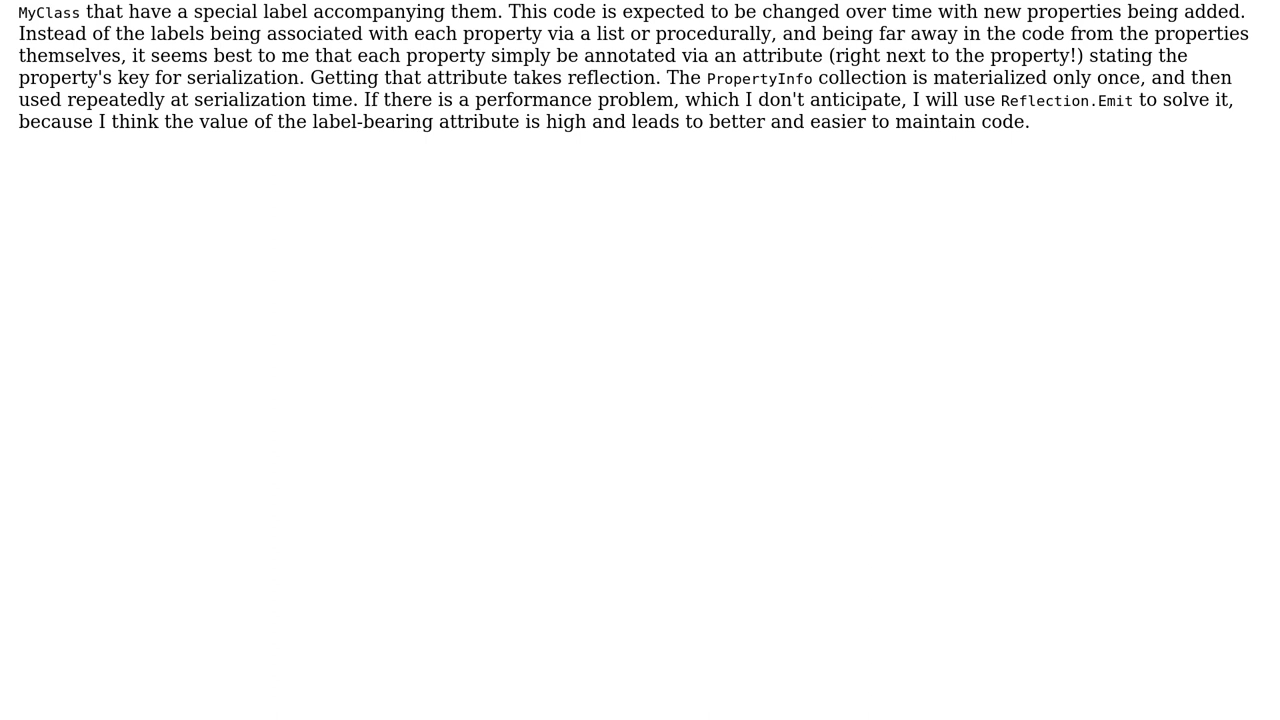 MyClass that have a special label accompanying them. This code is expected to be changed over time with new properties being added.
Instead of the labels being associated with each property via a list or procedurally, and being far away in the code from the properties
themselves, it seems best to me that each property simply be annotated via an attribute (right next to the property!) stating the
property's key for serialization. Getting that attribute takes reflection. The PropertyInfo collection is materialized only once, and then
used repeatedly at serialization time. If there is a performance problem, which I don't anticipate, I will use Reflection.Emit to solve it,
because I think the value of the label-bearing attribute is high and leads to better and easier to maintain code.